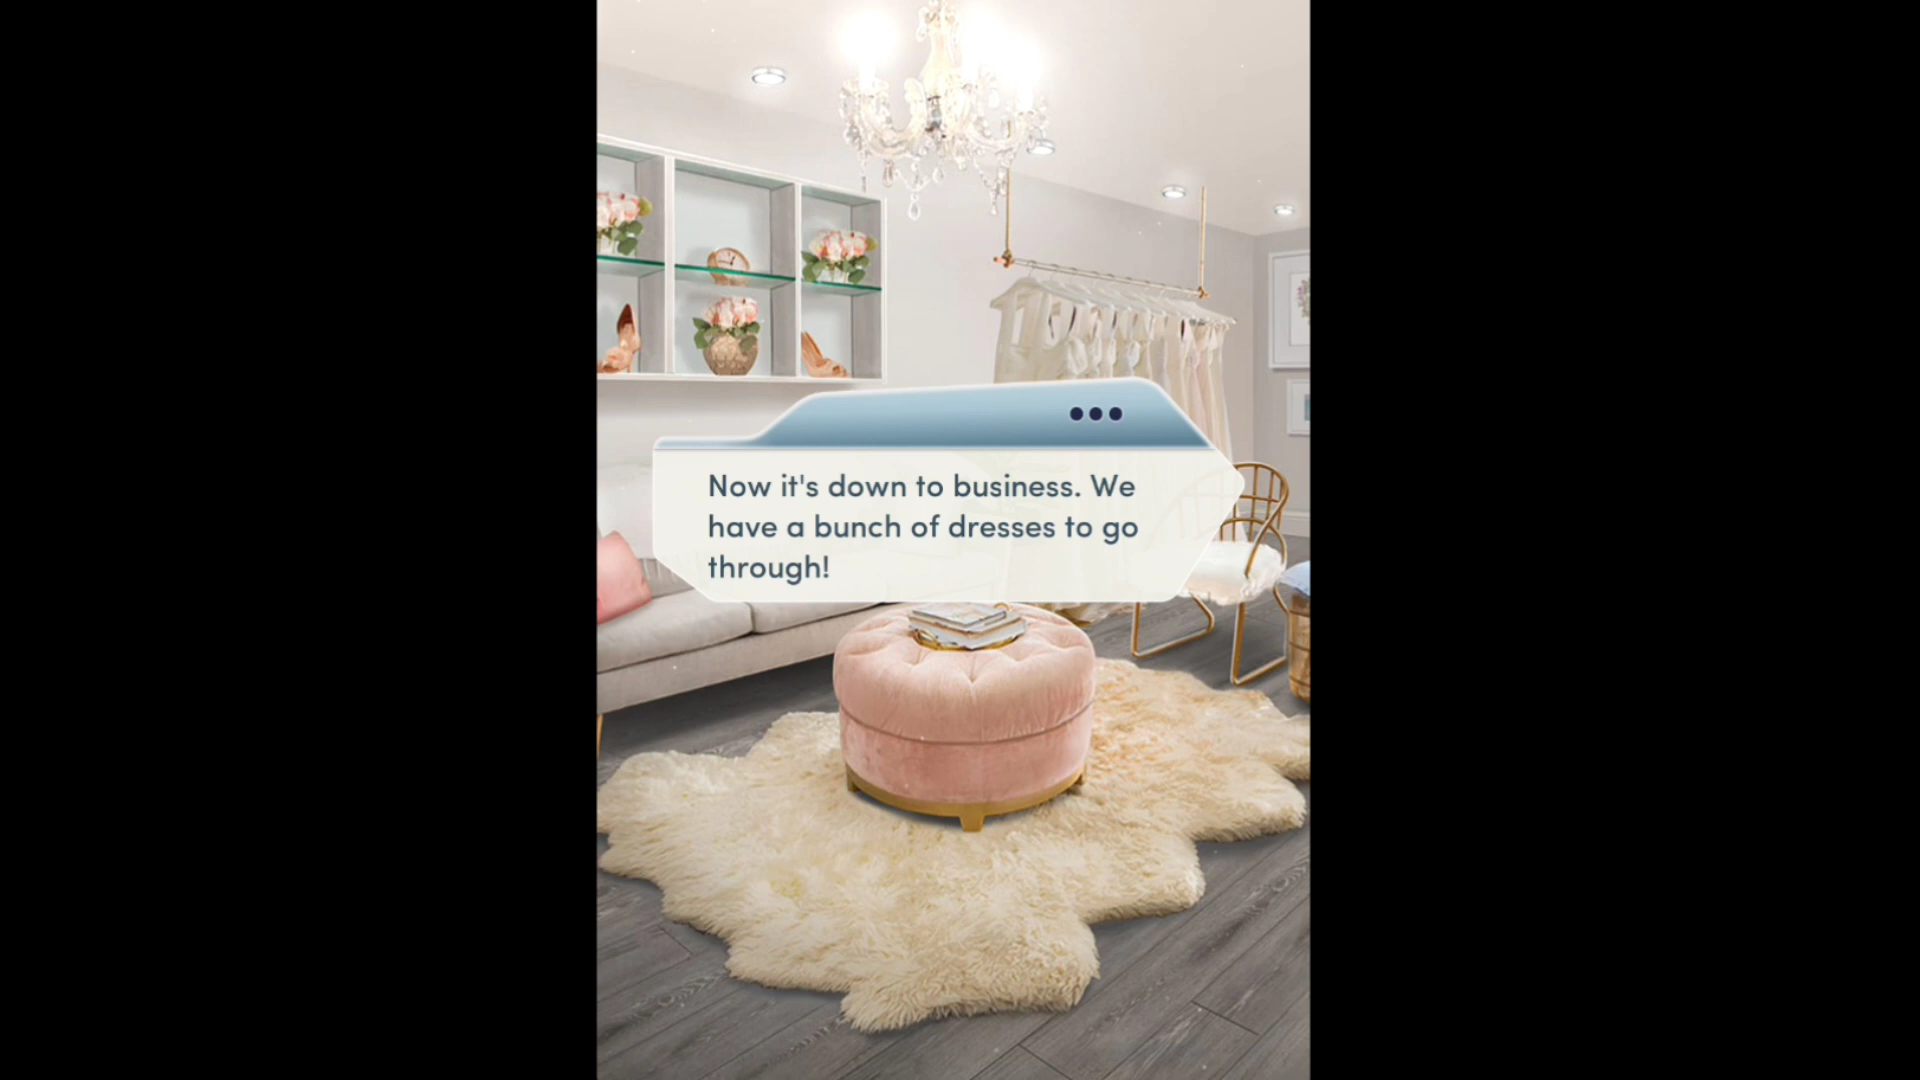 Now it's down to business. We
have a bunch of dresses to go
through!